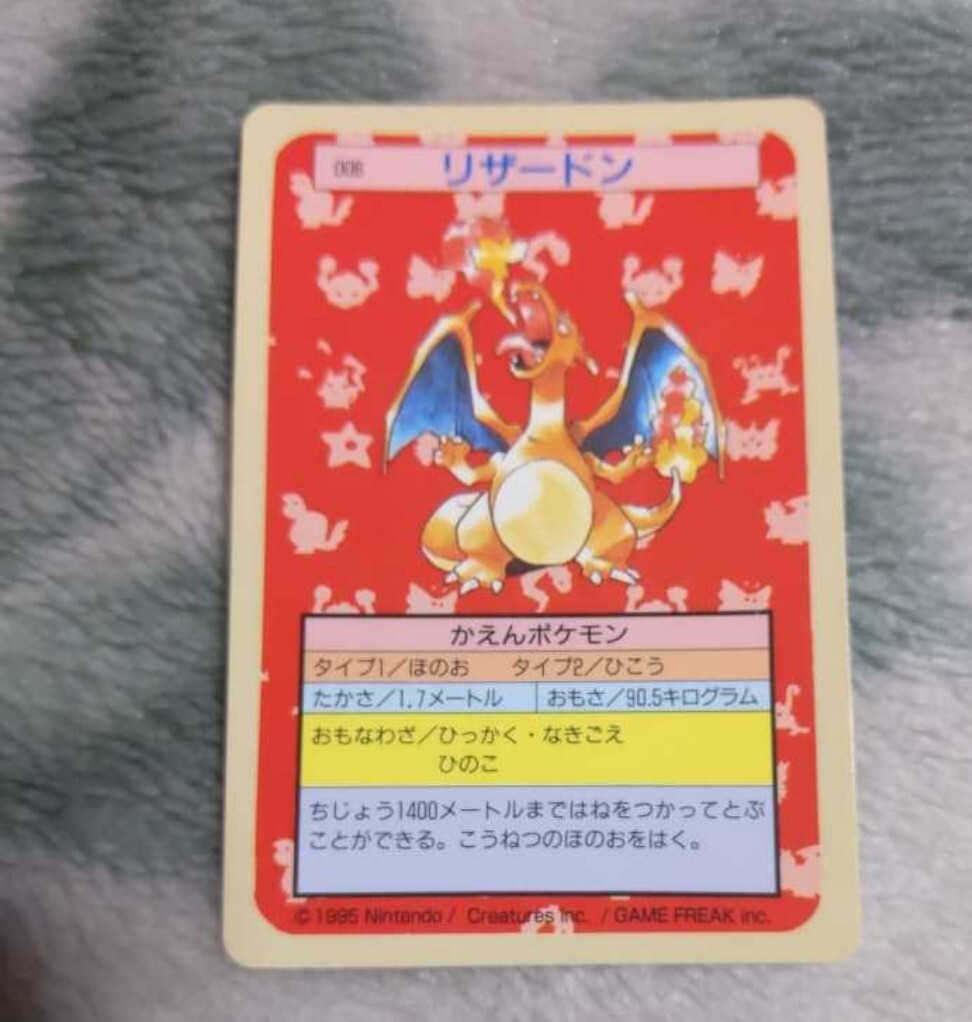 006 リザードン
かえんポケモン
タイプ1/ほのお タイプ2/ひこう
たかさ/1.7メートル おもさ/90.5キログラム
おもなわざ/ひっかく・なきごえ
ひのこ
ちじょう1400メートルまではねをつかってとぶ
ことができる。こうねつのほのおをはく。
© 1995 Nintendo / Creatures inc. / GAME FREAK inc.